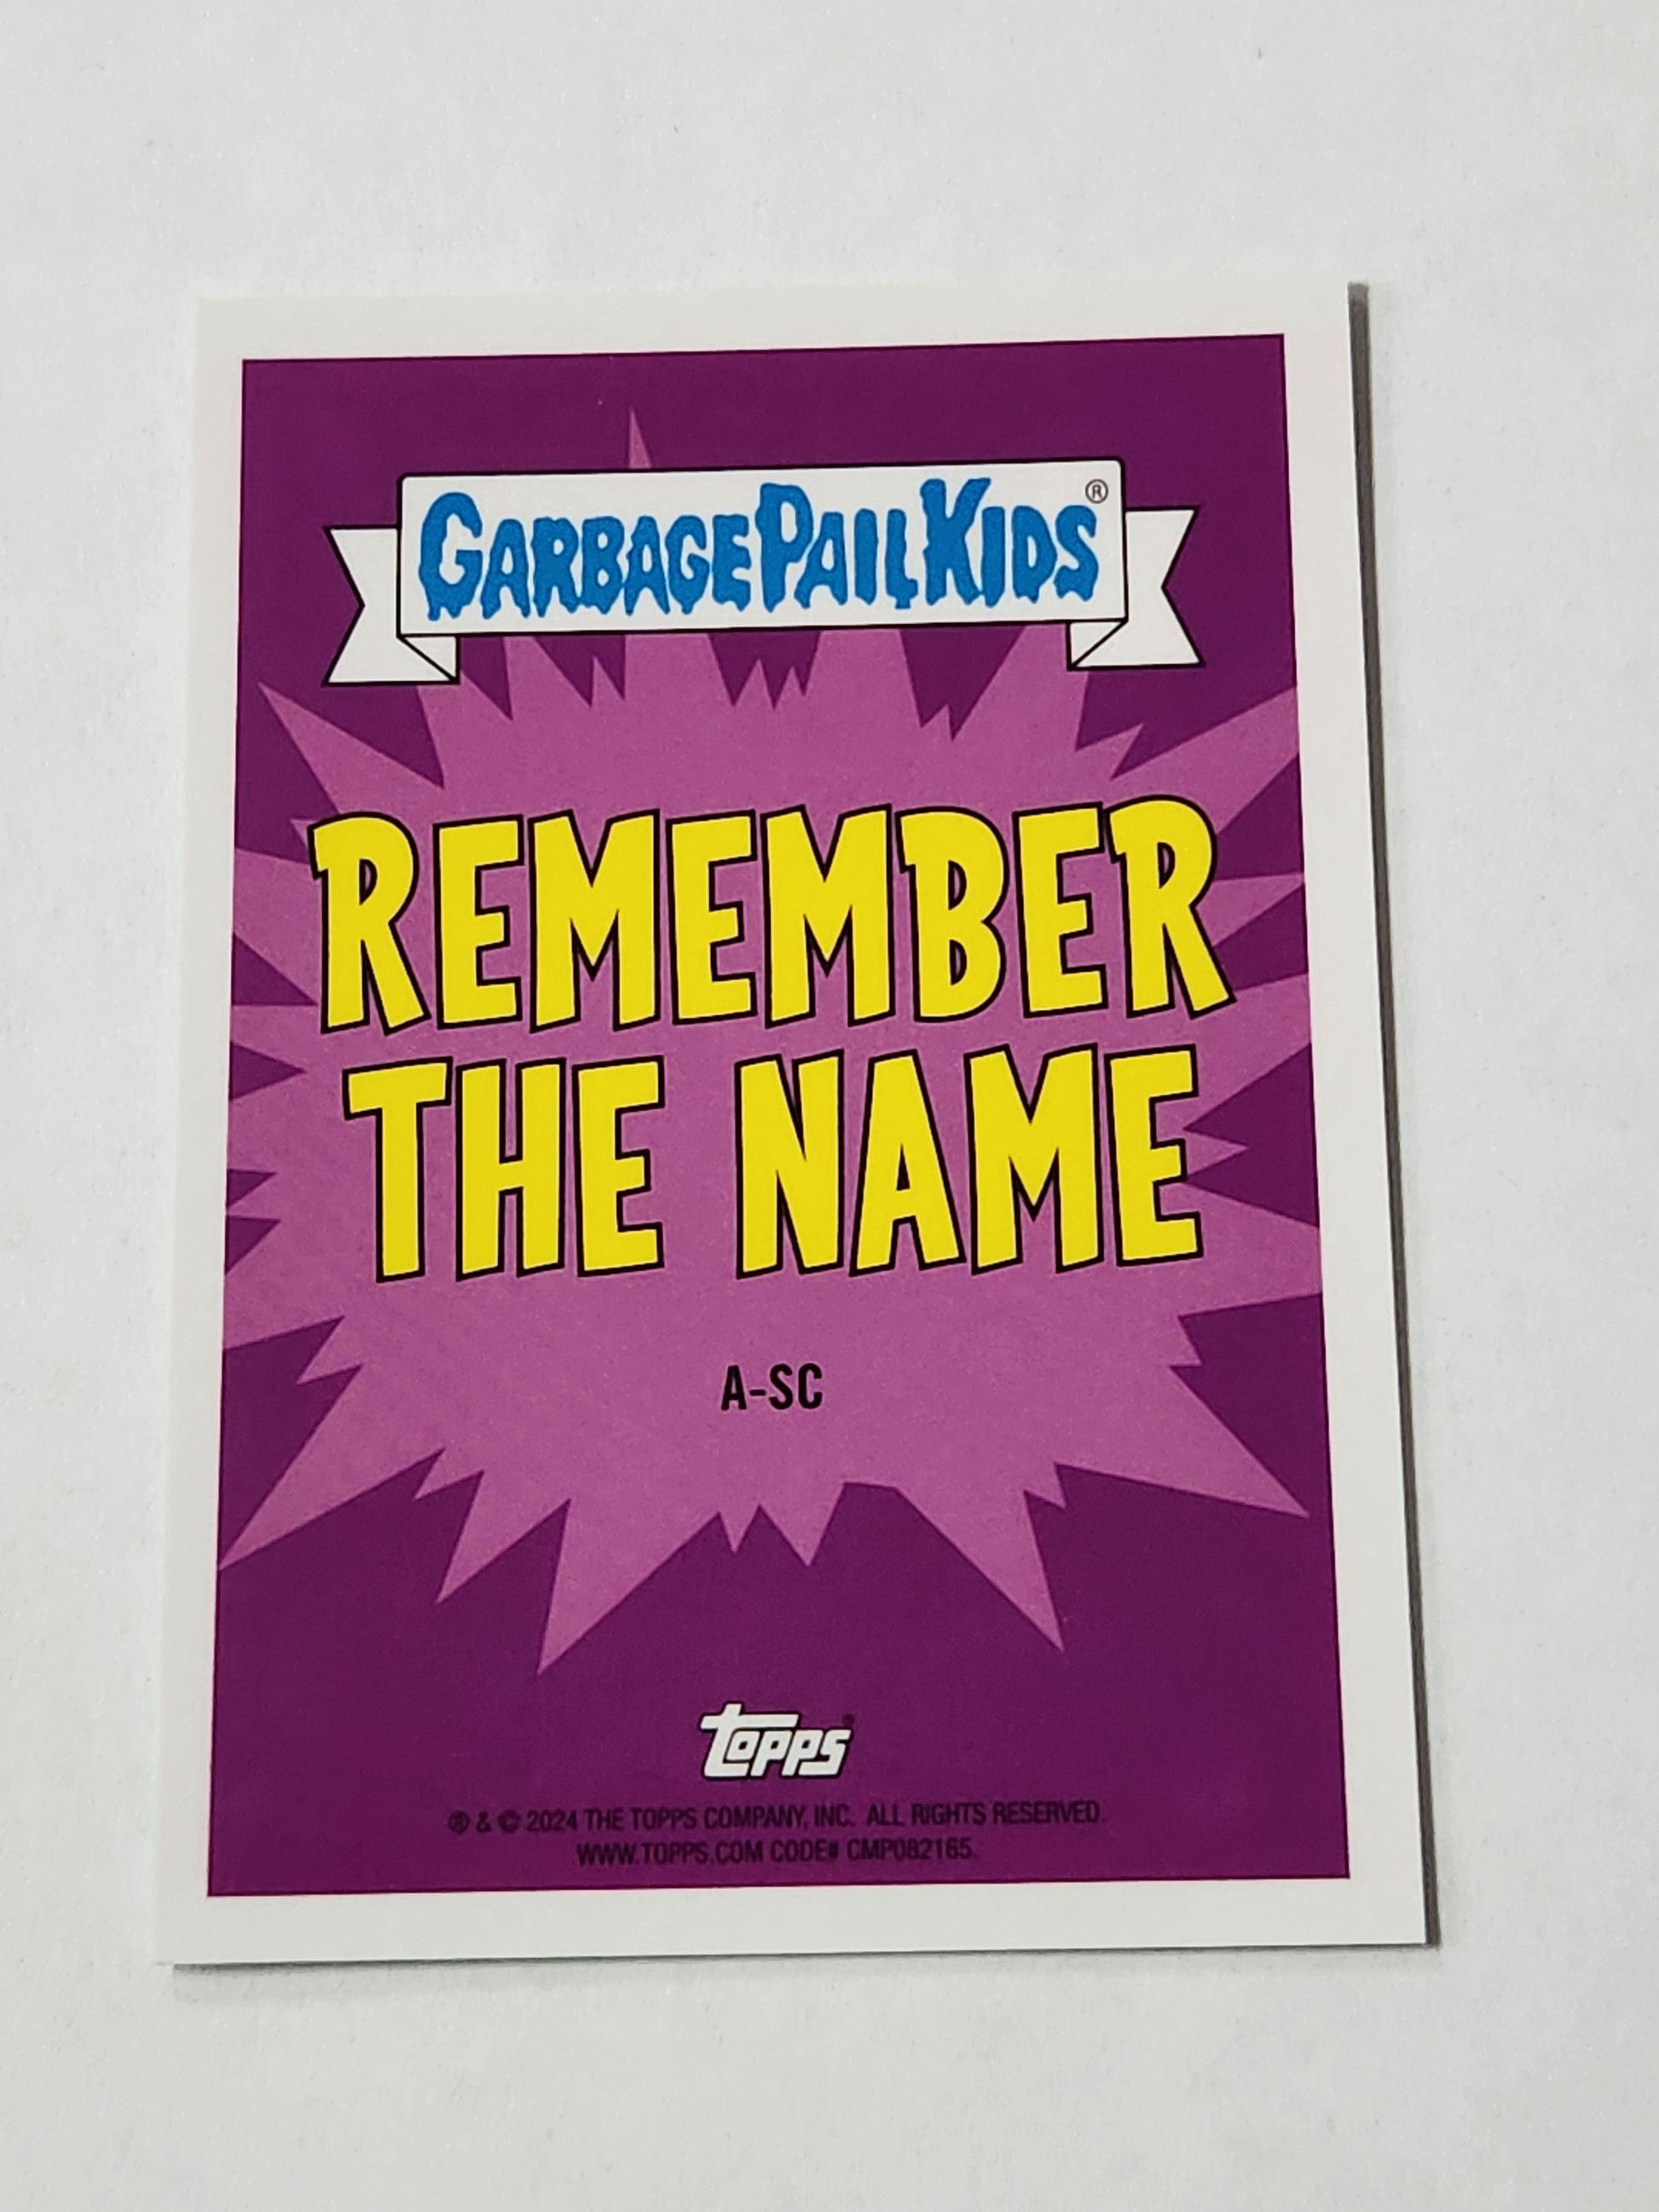 GARBAGE PAIL KIDS®
REMEMBER
THE NAME
A-SC
topps®
® & © 2024 THE TOPPS COMPANY, INC. ALL RIGHTS RESERVED.
WWW.TOPPS.COM CODE# CMP082165.